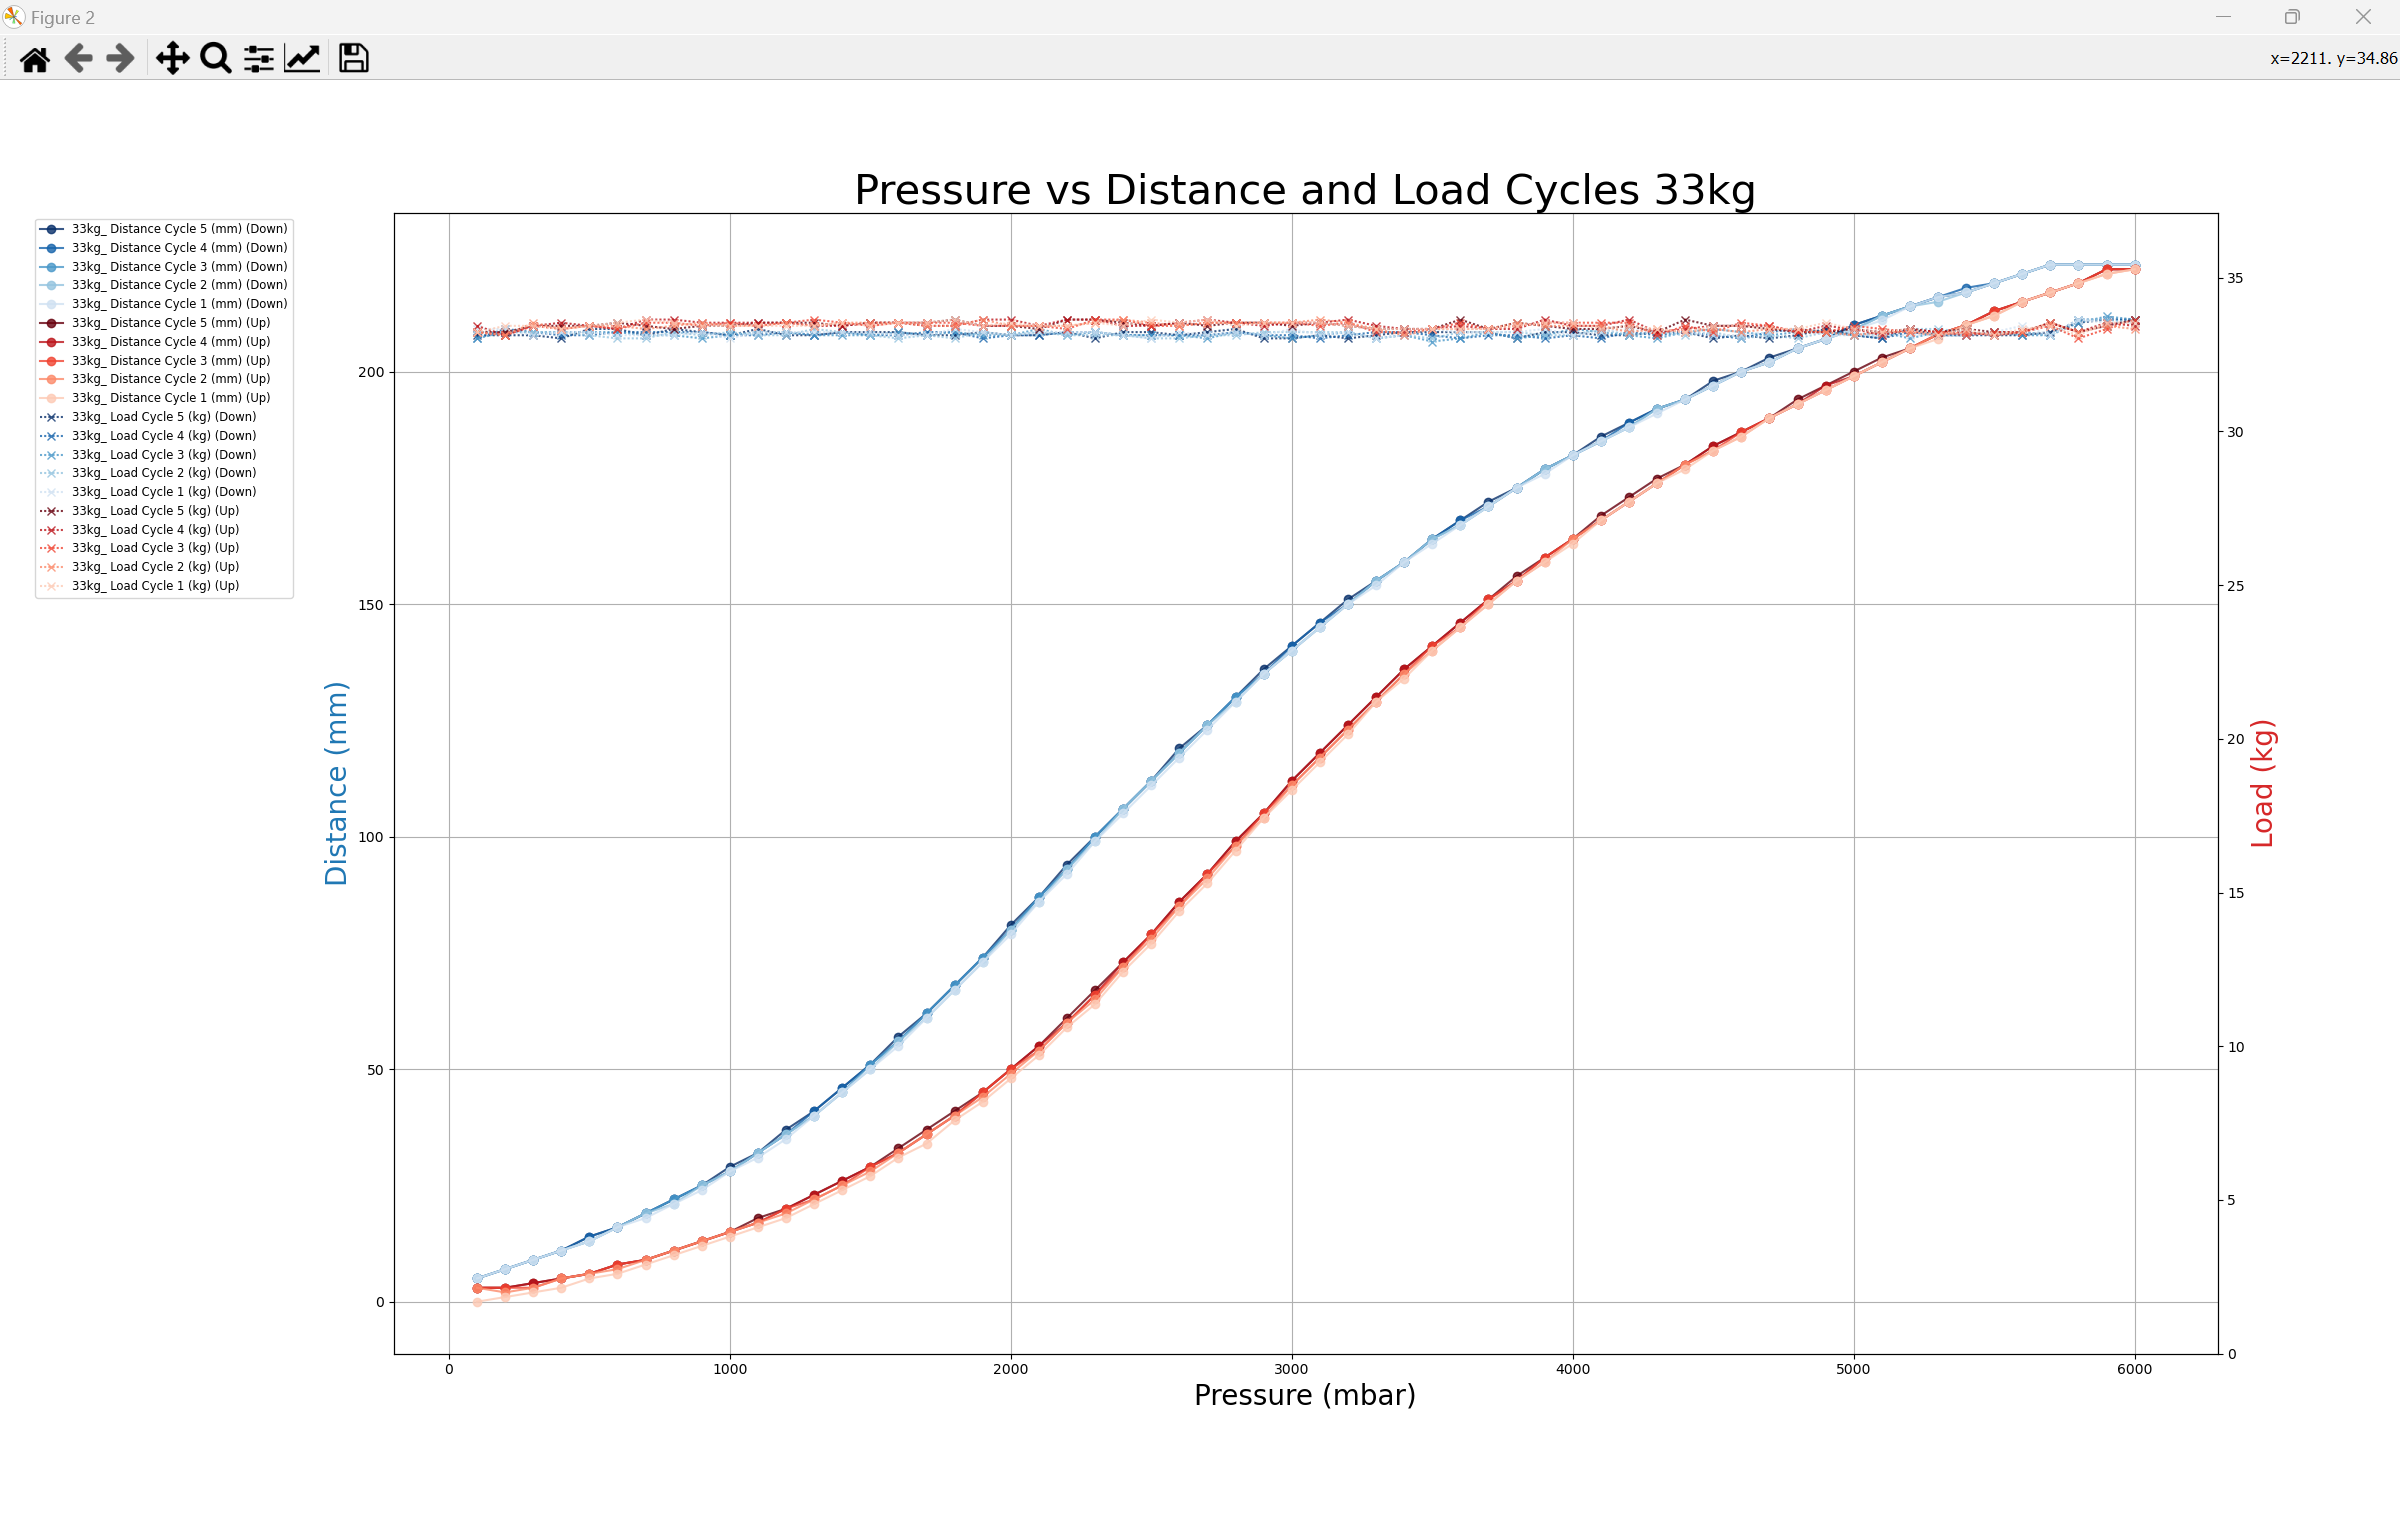 Figure 2
x=2211. y=34.86
Pressure vs Distance and Load Cycles 33kg
33kg_ Distance Cycle 5 (mm) (Down)
33kg_ Distance Cycle 4 (mm) (Down)
33kg_ Distance Cycle 3 (mm) (Down)
33kg_ Distance Cycle 2 (mm) (Down)
33kg_ Distance Cycle 1 (mm) (Down)
33kg_ Distance Cycle 5 (mm) (Up)
33kg_ Distance Cycle 4 (mm) (Up)
33kg_ Distance Cycle 3 (mm) (Up)
33kg_ Distance Cycle 2 (mm) (Up)
33kg_ Distance Cycle 1 (mm) (Up)
33kg_ Load Cycle 5 (kg) (Down)
33kg_ Load Cycle 4 (kg) (Down)
33kg_ Load Cycle 3 (kg) (Down)
33kg_ Load Cycle 2 (kg) (Down)
33kg_ Load Cycle 1 (kg) (Down)
33kg_ Load Cycle 5 (kg) (Up)
33kg_ Load Cycle 4 (kg) (Up)
33kg_ Load Cycle 3 (kg) (Up)
33kg_ Load Cycle 2 (kg) (Up)
33kg_ Load Cycle 1 (kg) (Up)
Distance (mm)
200
150
100
50
0
0
1000
2000
3000
4000
5000
6000
Pressure (mbar)
35
30
25
20
15
10
5
0
Load (kg)